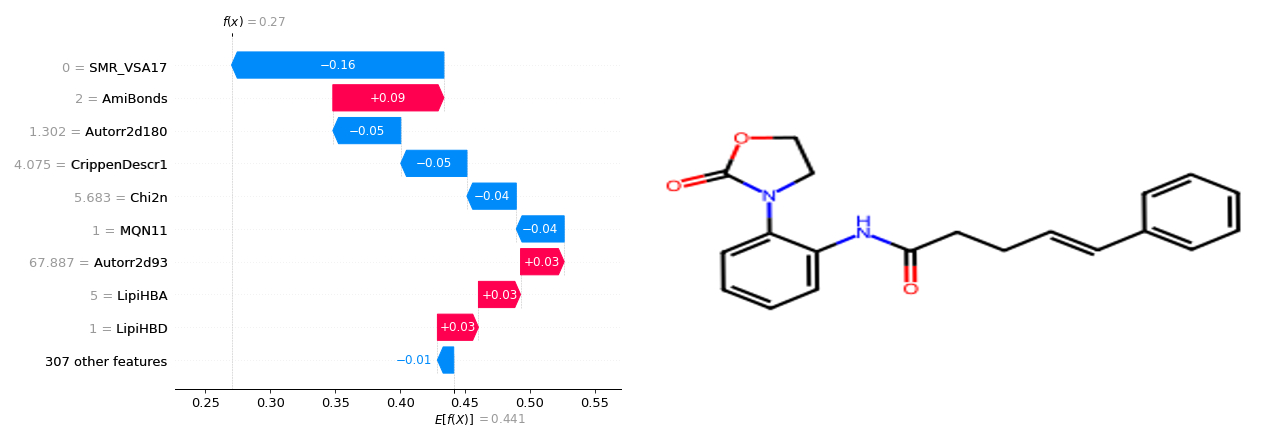 f(x) = 0.27
0 = SMR_VSA17
−0.16
2 = AmiBonds
+0.09
1.302 = Autorr2d180
−0.05
4.075 = CrippenDescr1
−0.05
5.683 = Chi2n
−0.04
1 = MQN11
−0.04
67.887 = Autorr2d93
+0.03
5 = LipiHBA
+0.03
1 = LipiHBD
+0.03
307 other features
−0.01
0.25 0.30 0.35 0.40 0.45 0.50 0.55
E[f(X)] = 0.441
O
O
N
H
N
O